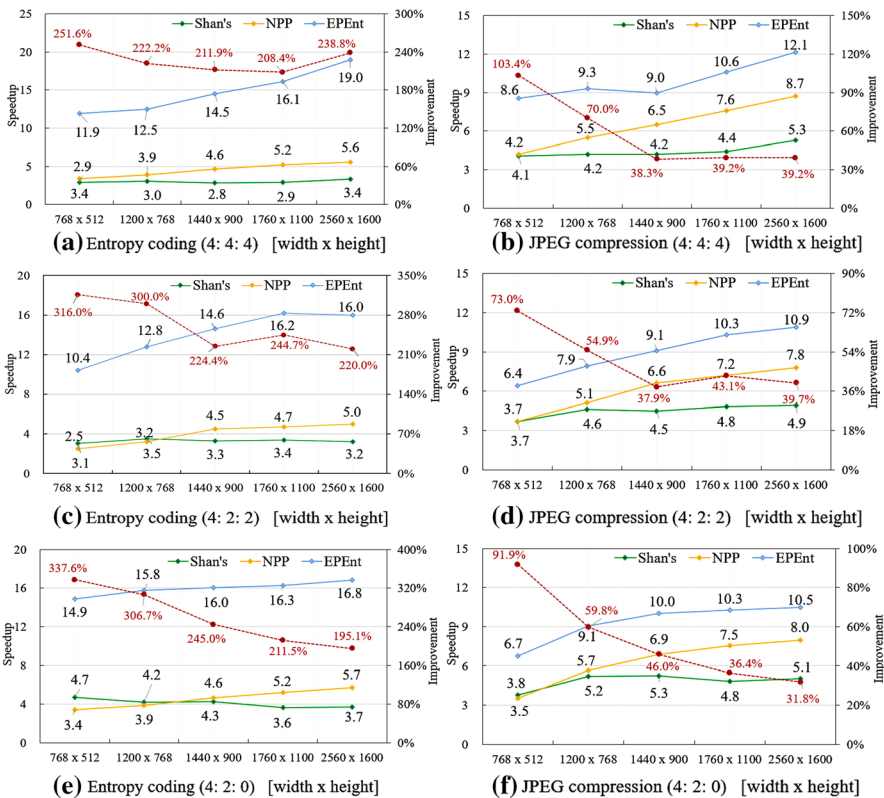 Shan's NPP EPEnt
25 300%
251.6% 222.2% 211.9% 208.4% 238.8%
20 240%
19.0
16.1
14.5
15 180%
11.9 12.5
10 120%
5.6
5.2
4.6
3.9
2.9
5 60%
3.4 3.0 2.8 2.9 3.4
0 0%
Speedup
Improvement
768 x 512 1200 x 768 1440 x 900 1760 x 1100 2560 x 1600
(a) Entropy coding (4: 4: 4) [width x height]
Shan's NPP EPEnt
15 150%
12.1
12 120%
103.4% 10.6
9.3 9.0
8.6 8.7
9 90%
70.0% 7.6
6.5
5.5
6 60%
5.3
4.2 4.2 4.4
4.1 4.2
38.3% 39.2% 39.2%
3 30%
0 0%
Speedup
Improvement
768 x 512 1200 x 768 1440 x 900 1760 x 1100 2560 x 1600
(b) JPEG compression (4: 4: 4) [width x height]
Shan's NPP EPEnt
20 350%
316.0% 300.0%
16 280%
14.6 16.2 16.0
12.8
224.4% 244.7% 220.0%
12 210%
10.4
8 140%
4.5 4.7 5.0
4 70%
2.5 3.2
3.1 3.5 3.3 3.4 3.2
0 0%
Speedup
Improvement
768 x 512 1200 x 768 1440 x 900 1760 x 1100 2560 x 1600
(c) Entropy coding (4: 2: 2) [width x height]
Shan's NPP EPEnt
15 90%
73.0%
12 72%
10.3 10.9
54.9% 9.1
9 54%
7.9
6.4 6.6 7.2 7.8
37.9% 43.1% 39.7%
6 36%
5.1
3.7
3.7 4.6 4.5 4.8 4.9
3 18%
0 0%
Speedup
Improvement
768 x 512 1200 x 768 1440 x 900 1760 x 1100 2560 x 1600
(d) JPEG compression (4: 2: 2) [width x height]
Shan's NPP EPEnt
20 400%
337.6%
16 320%
15.8
14.9 306.7% 16.0 16.3 16.8
12 240%
245.0% 211.5% 195.1%
8 160%
4.7 4.2 4.6 5.2 5.7
4 80%
3.4 3.9 4.3 3.6 3.7
0 0%
Speedup
Improvement
768 x 512 1200 x 768 1440 x 900 1760 x 1100 2560 x 1600
(e) Entropy coding (4: 2: 0) [width x height]
Shan's NPP EPEnt
15 100%
91.9%
12 80%
10.0 10.3 10.5
59.8%
9 60%
9.1
6.7 6.9 7.5 8.0
5.7
46.0% 36.4%
6 40%
5.1
3.8
3.5 5.2 5.3 4.8 31.8%
3 20%
0 0%
Speedup
Improvement
768 x 512 1200 x 768 1440 x 900 1760 x 1100 2560 x 1600
(f) JPEG compression (4: 2: 0) [width x height]